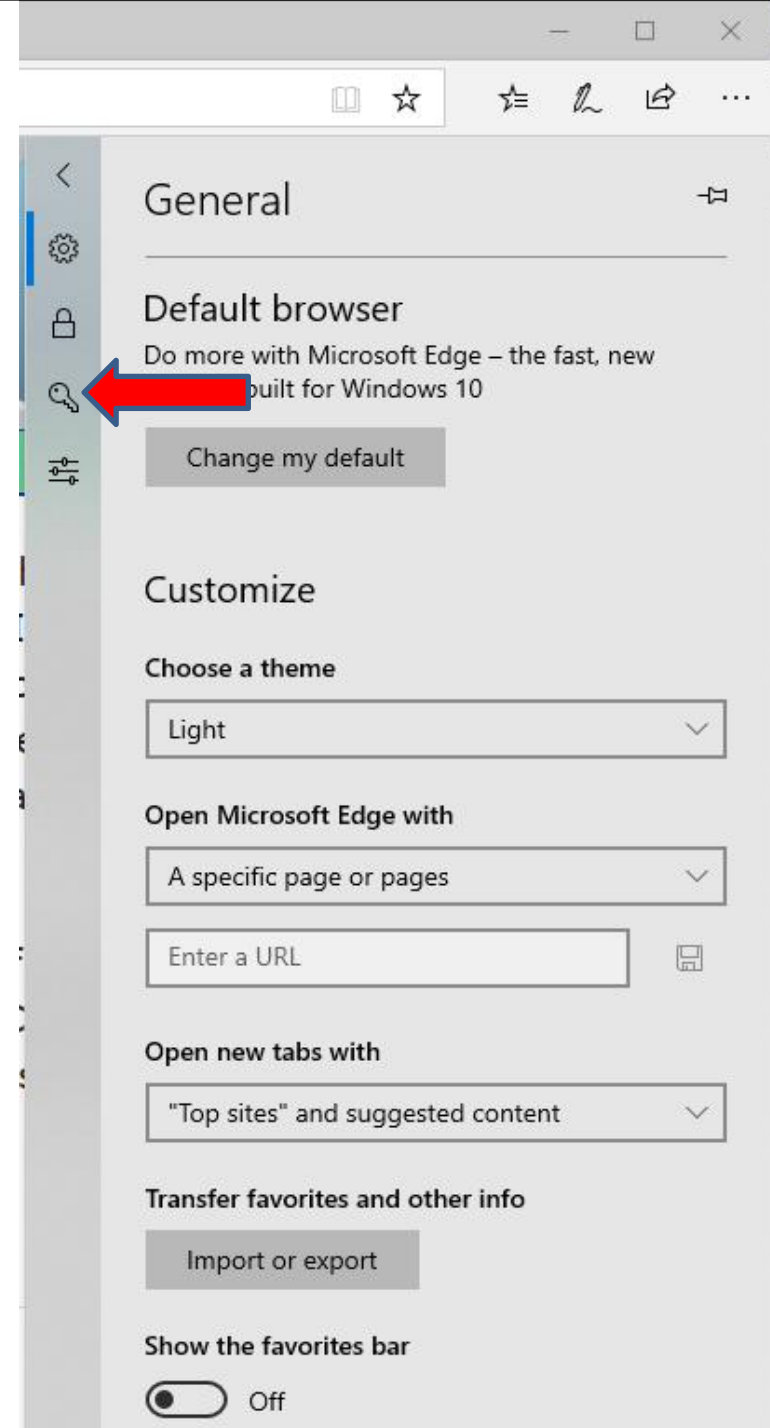 General
Default browser
Do more with Microsoft Edge – the fast, new
built for Windows 10
Change my default
Customize
Choose a theme
Light
Open Microsoft Edge with
A specific page or pages
Enter a URL
Open new tabs with
"Top sites" and suggested content
Transfer favorites and other info
Import or export
Show the favorites bar
Off